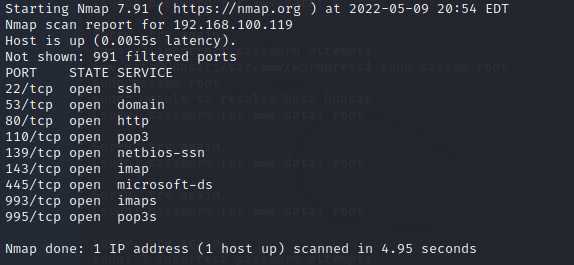 Starting Nmap 7.91 ( https://nmap.org ) at 2022-05-09 20:54 EDT
Nmap scan report for 192.168.100.119
Host is up (0.0055s latency).
Not shown: 991 filtered ports
PORT    STATE SERVICE
22/tcp  open  ssh
53/tcp  open  domain
80/tcp  open  http
110/tcp open  pop3
139/tcp open  netbios-ssn
143/tcp open  imap
445/tcp open  microsoft-ds
993/tcp open  imaps
995/tcp open  pop3s
Nmap done: 1 IP address (1 host up) scanned in 4.95 seconds